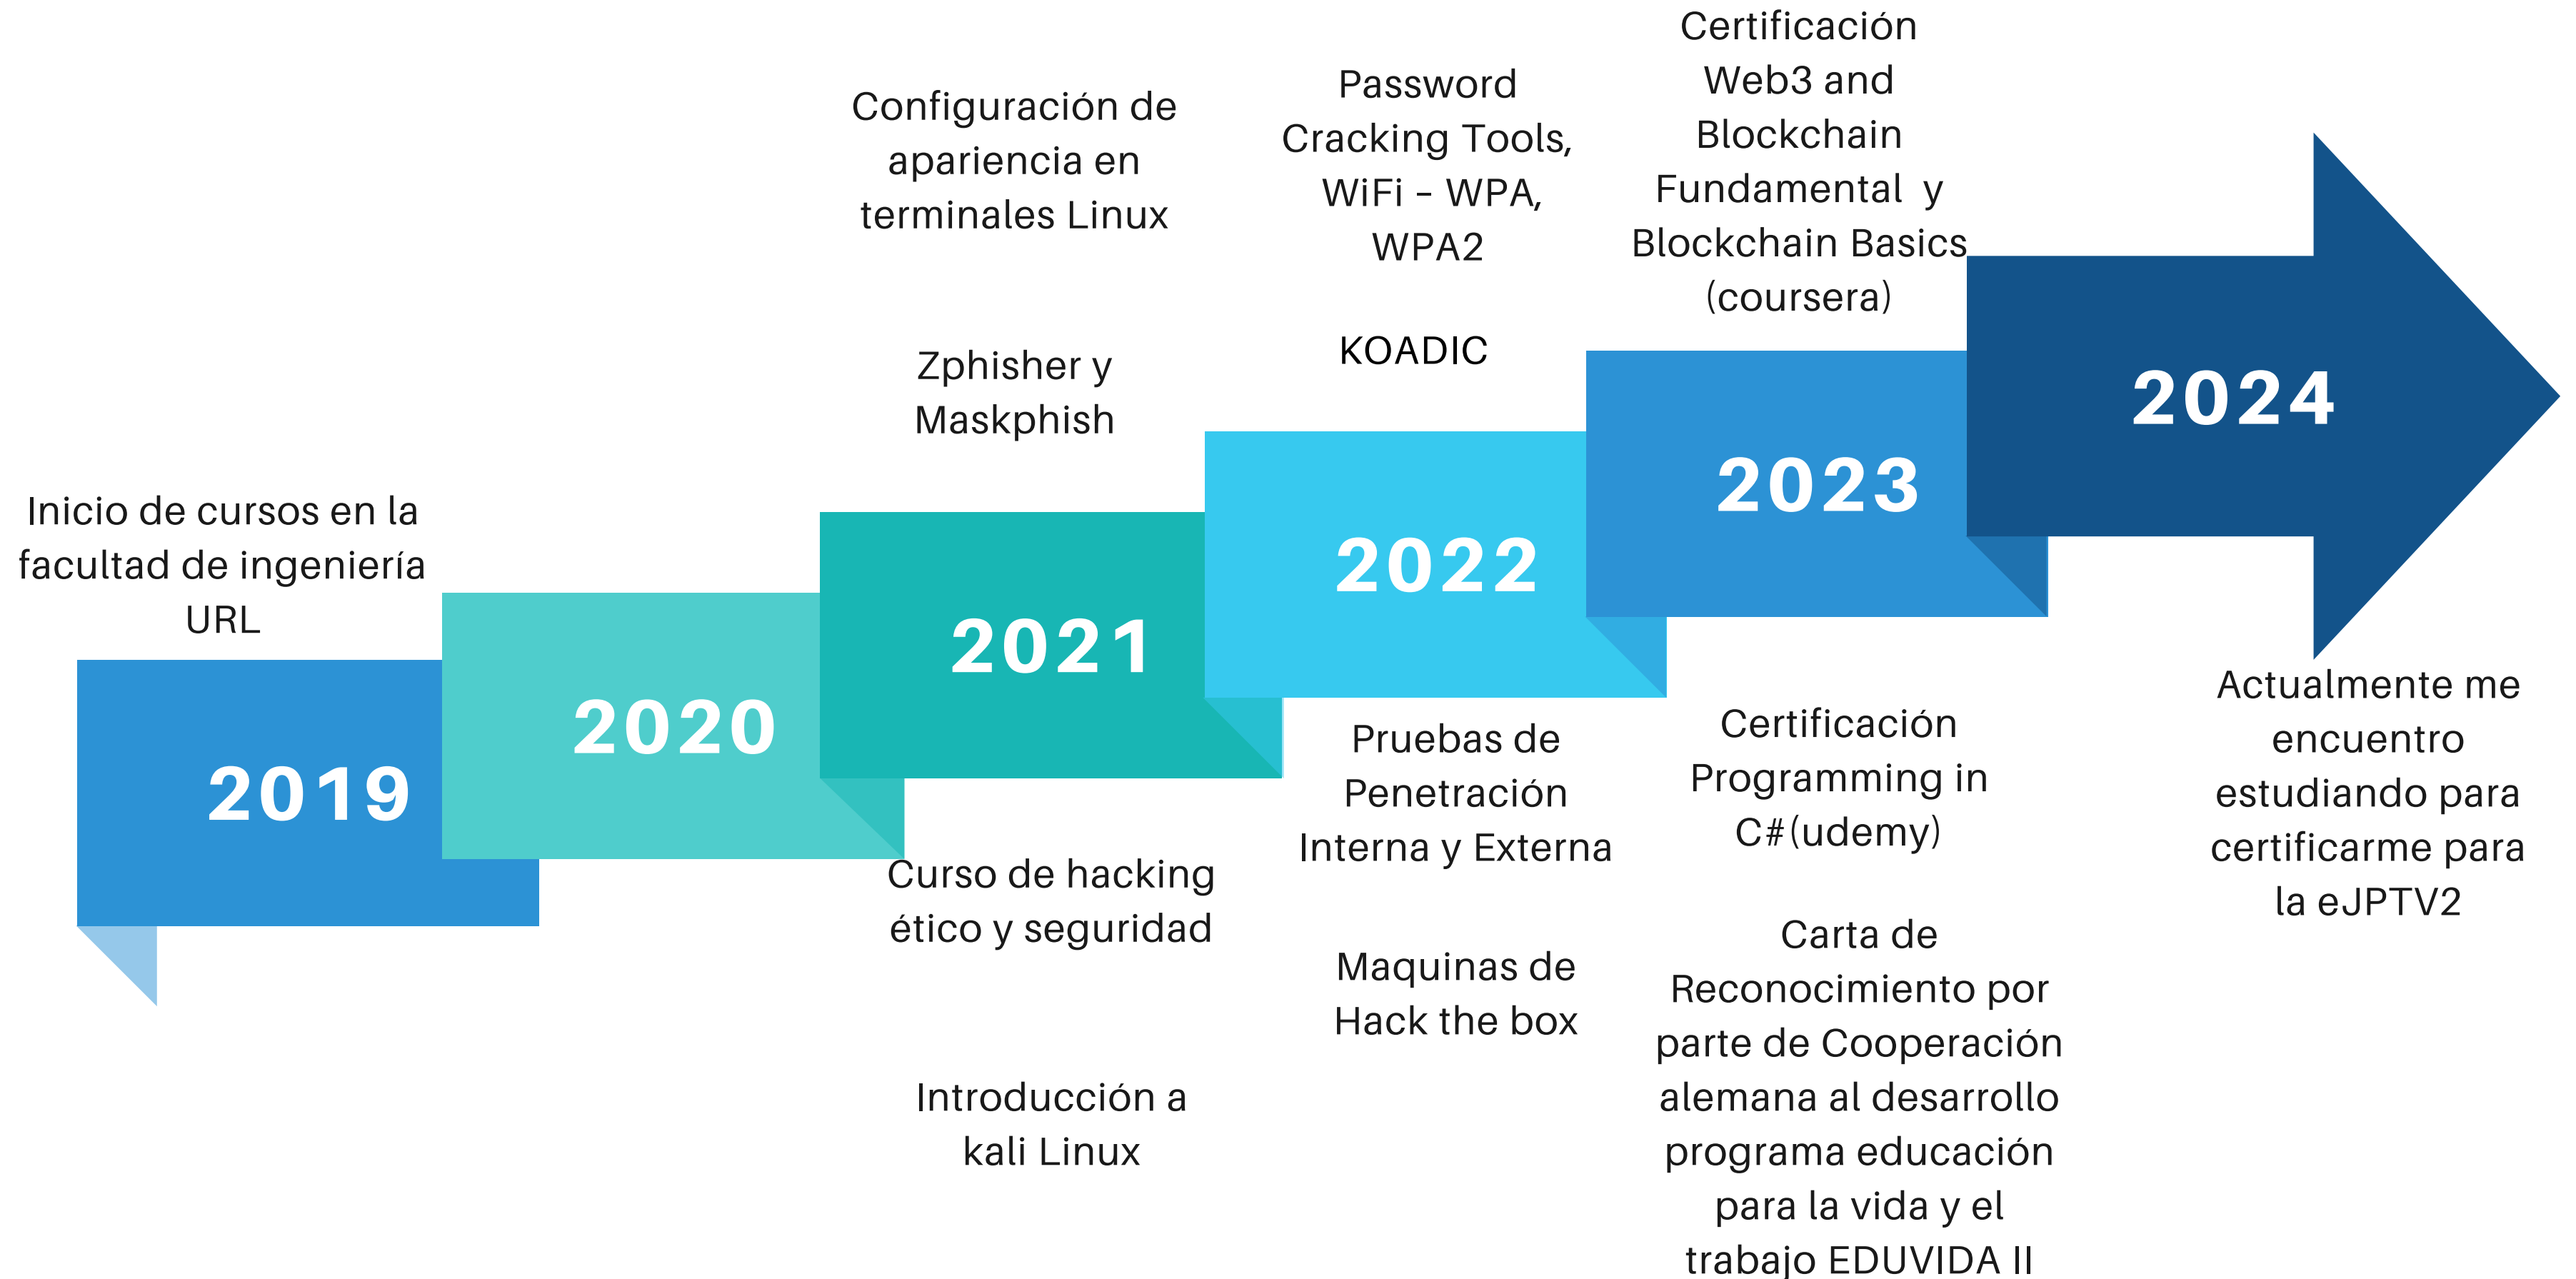 Inicio de cursos en la
facultad de ingeniería
URL
2019
2020
Configuración de
apariencia en
terminales Linux
Zphisher y
Maskphish
2021
Curso de hacking
ético y seguridad
Introducción a
kali Linux
Password
Cracking Tools,
WiFi – WPA,
WPA2
KOADIC
2022
Pruebas de
Penetración
Interna y Externa
Maquinas de
Hack the box
Certificación
Web3 and
Blockchain
Fundamental y
Blockchain Basics
(coursera)
2023
Certificación
Programming in
C#(udemy)
Carta de
Reconocimiento por
parte de Cooperación
alemana al desarrollo
programa educación
para la vida y el
trabajo EDUVIDA II
2024
Actualmente me
encuentro
estudiando para
certificarme para
la eJPTV2